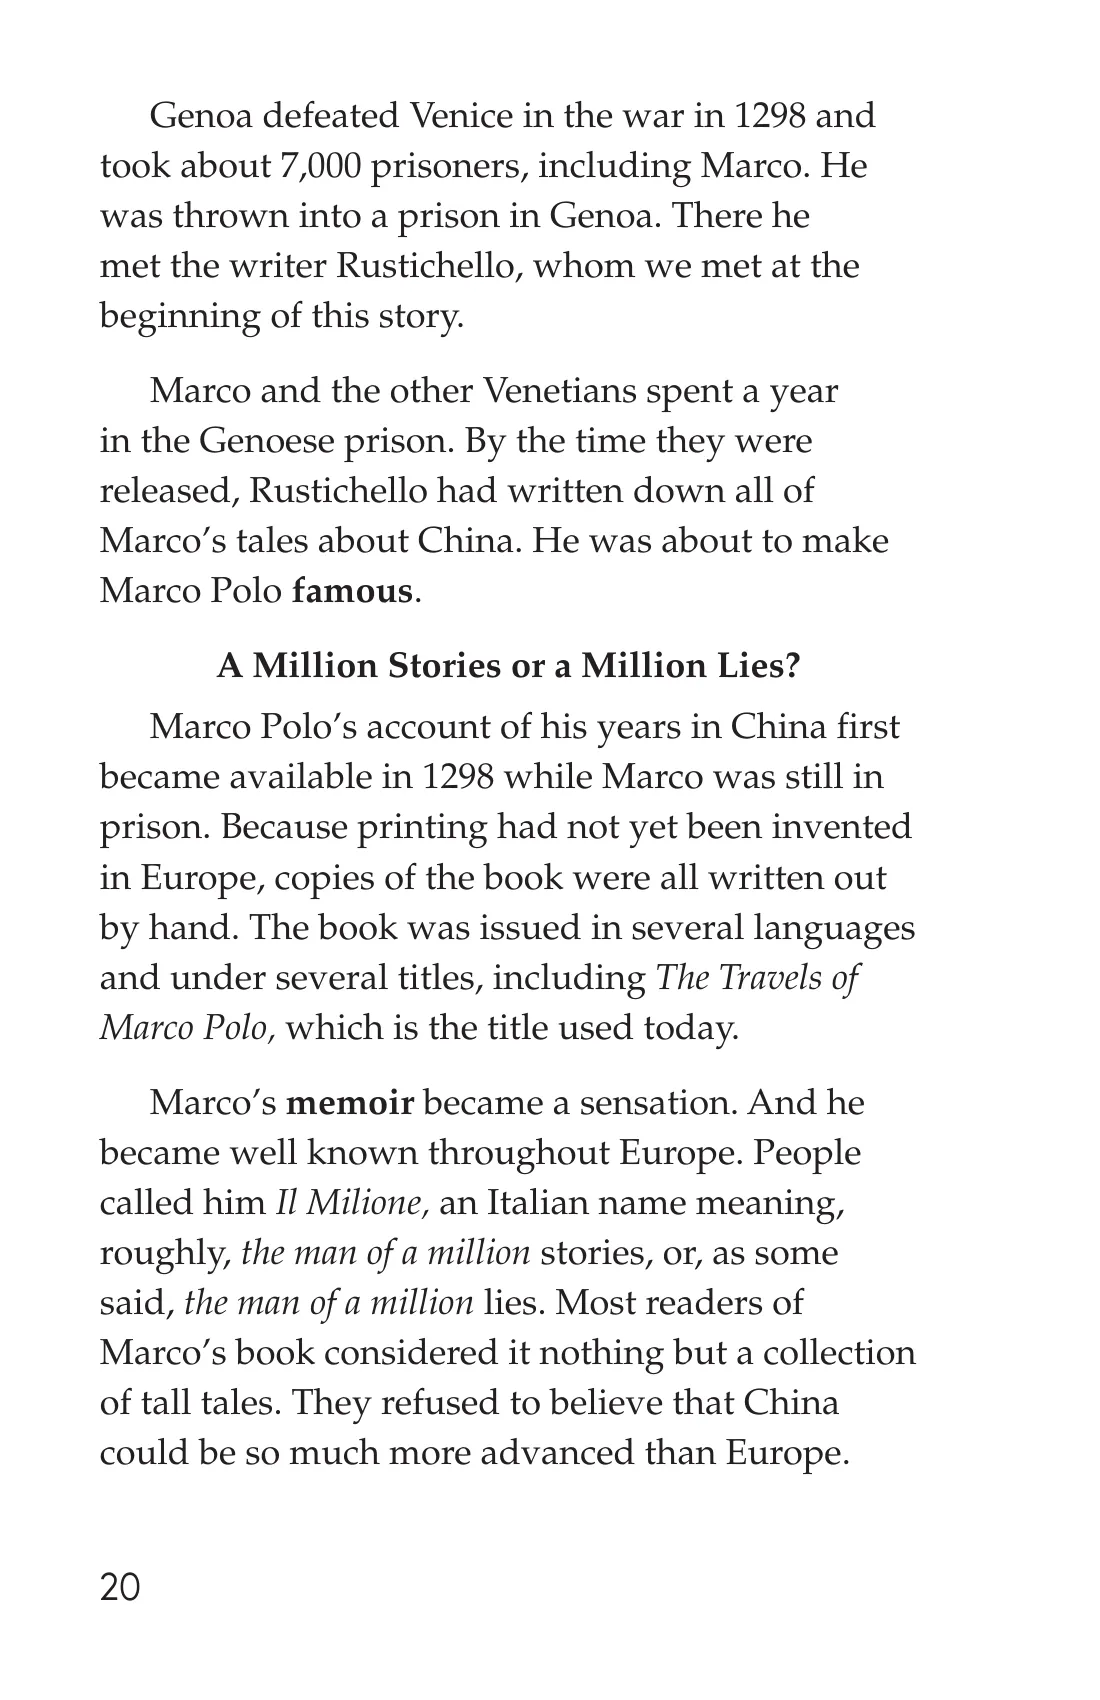 Genoa defeated Venice in the war in 1298 and
took about 7,000 prisoners, including Marco. He
was thrown into a prison in Genoa. There he
met the writer Rustichello, whom we met at the
beginning of this story.
Marco and the other Venetians spent a year
in the Genoese prison. By the time they were
released, Rustichello had written down all of
Marco’s tales about China. He was about to make
Marco Polo famous.
A Million Stories or a Million Lies?
Marco Polo’s account of his years in China first
became available in 1298 while Marco was still in
prison. Because printing had not yet been invented
in Europe, copies of the book were all written out
by hand. The book was issued in several languages
and under several titles, including The Travels of
Marco Polo, which is the title used today.
Marco’s memoir became a sensation. And he
became well known throughout Europe. People
called him Il Milione, an Italian name meaning,
roughly, the man of a million stories, or, as some
said, the man of a million lies. Most readers of
Marco’s book considered it nothing but a collection
of tall tales. They refused to believe that China
could be so much more advanced than Europe.
20